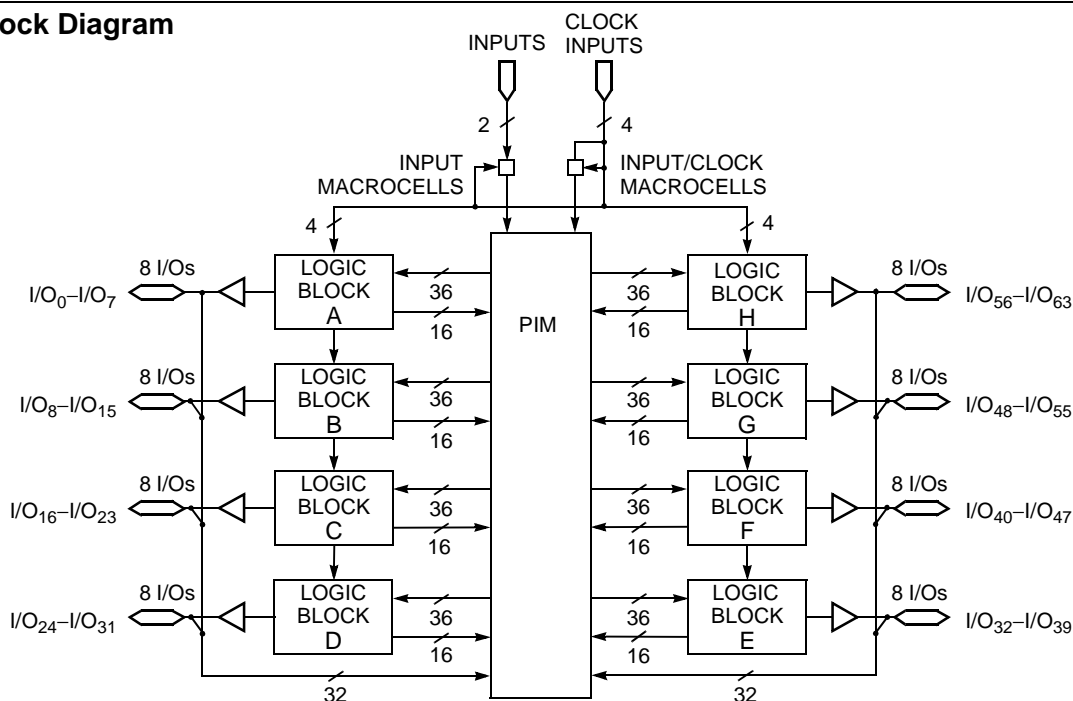 ock Diagram
INPUTS
CLOCK
INPUTS
2
4
INPUT
MACROCELLS
INPUT/CLOCK
MACROCELLS
4
4
8 I/Os
I/O0–I/O7
LOGIC
BLOCK
A
36
16
PIM
36
16
LOGIC
BLOCK
H
8 I/Os
I/O56–I/O63
8 I/Os
I/O8–I/O15
LOGIC
BLOCK
B
36
16
36
16
LOGIC
BLOCK
G
8 I/Os
I/O48–I/O55
8 I/Os
I/O16–I/O23
LOGIC
BLOCK
C
36
16
36
16
LOGIC
BLOCK
F
8 I/Os
I/O40–I/O47
8 I/Os
I/O24–I/O31
LOGIC
BLOCK
D
36
16
36
16
LOGIC
BLOCK
E
8 I/Os
I/O32–I/O39
32
32